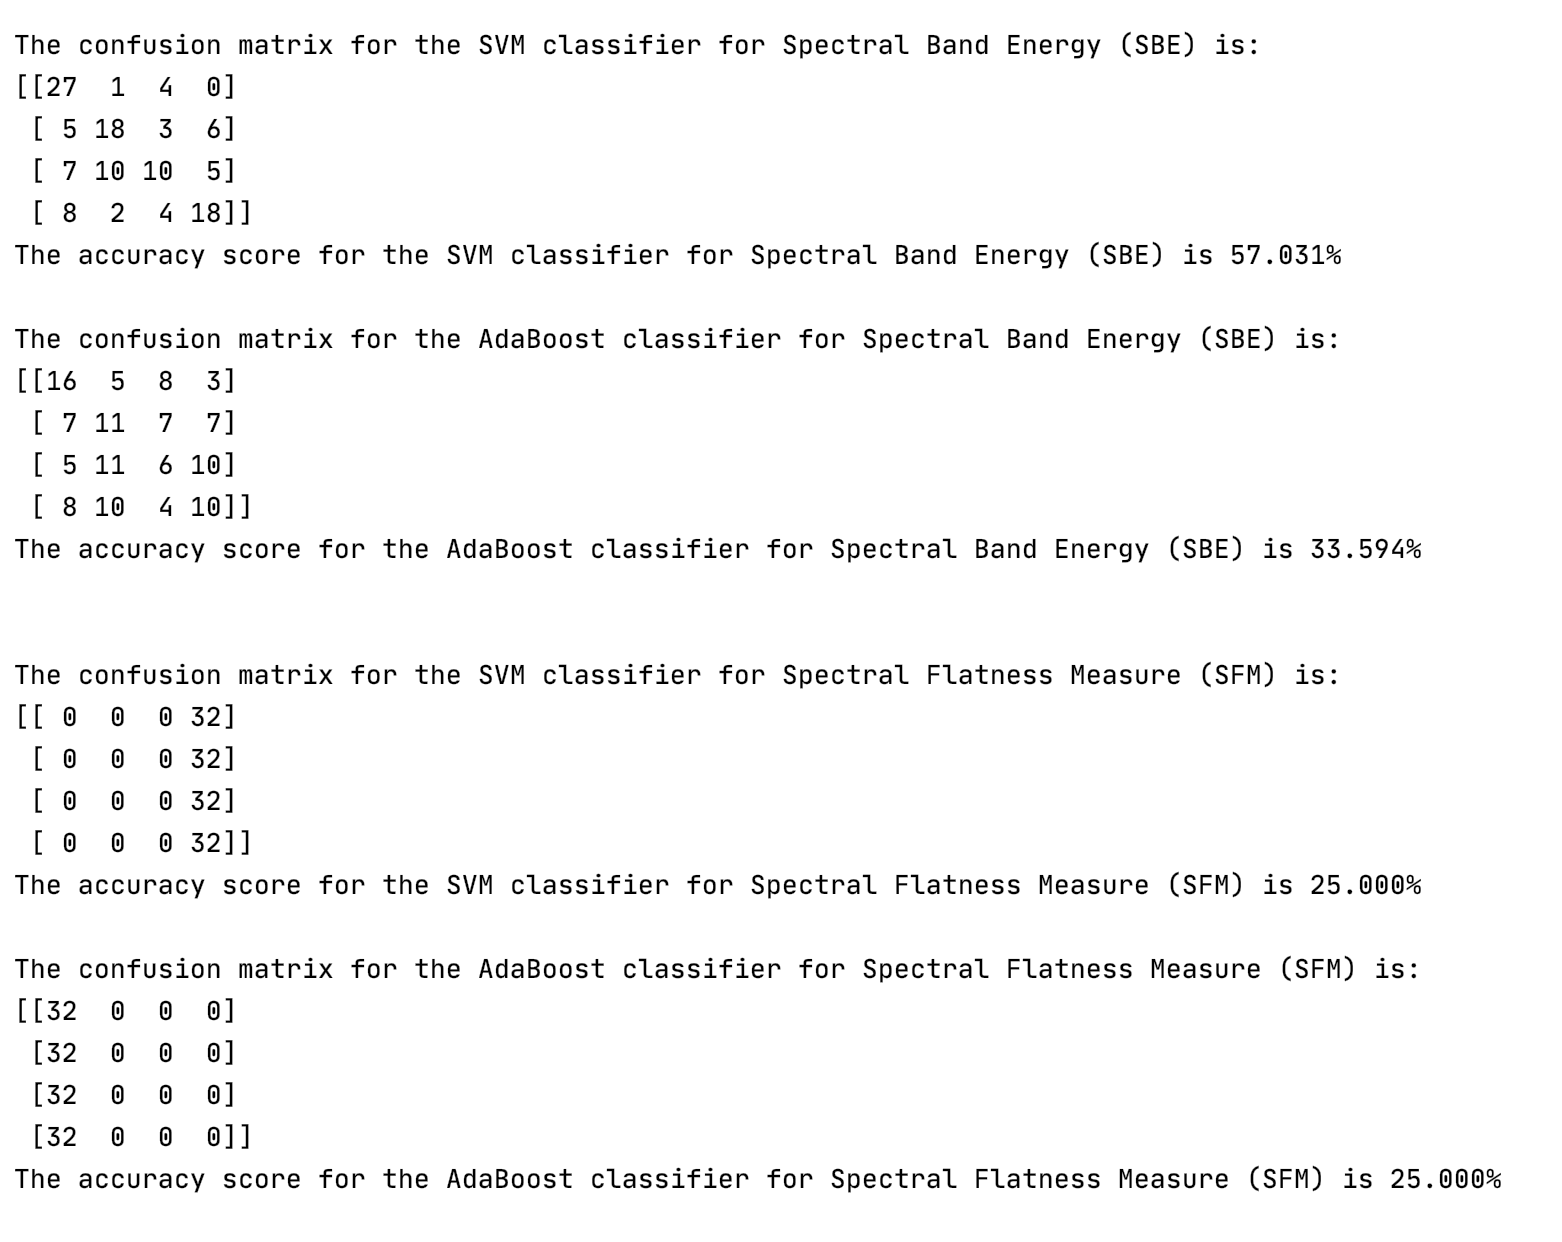 The confusion matrix for the SVM classifier for Spectral Band Energy (SBE) is:
[[27  1  4  0]
 [ 5 18  3  6]
 [ 7 10 10  5]
 [ 8  2  4 18]]
The accuracy score for the SVM classifier for Spectral Band Energy (SBE) is 57.031%
The confusion matrix for the AdaBoost classifier for Spectral Band Energy (SBE) is:
[[16  5  8  3]
 [ 7 11  7  7]
 [ 5 11  6 10]
 [ 8 10  4 10]]
The accuracy score for the AdaBoost classifier for Spectral Band Energy (SBE) is 33.594%
The confusion matrix for the SVM classifier for Spectral Flatness Measure (SFM) is:
[[ 0  0  0 32]
 [ 0  0  0 32]
 [ 0  0  0 32]
 [ 0  0  0 32]]
The accuracy score for the SVM classifier for Spectral Flatness Measure (SFM) is 25.000%
The confusion matrix for the AdaBoost classifier for Spectral Flatness Measure (SFM) is:
[[32  0  0  0]
 [32  0  0  0]
 [32  0  0  0]
 [32  0  0  0]]
The accuracy score for the AdaBoost classifier for Spectral Flatness Measure (SFM) is 25.000%